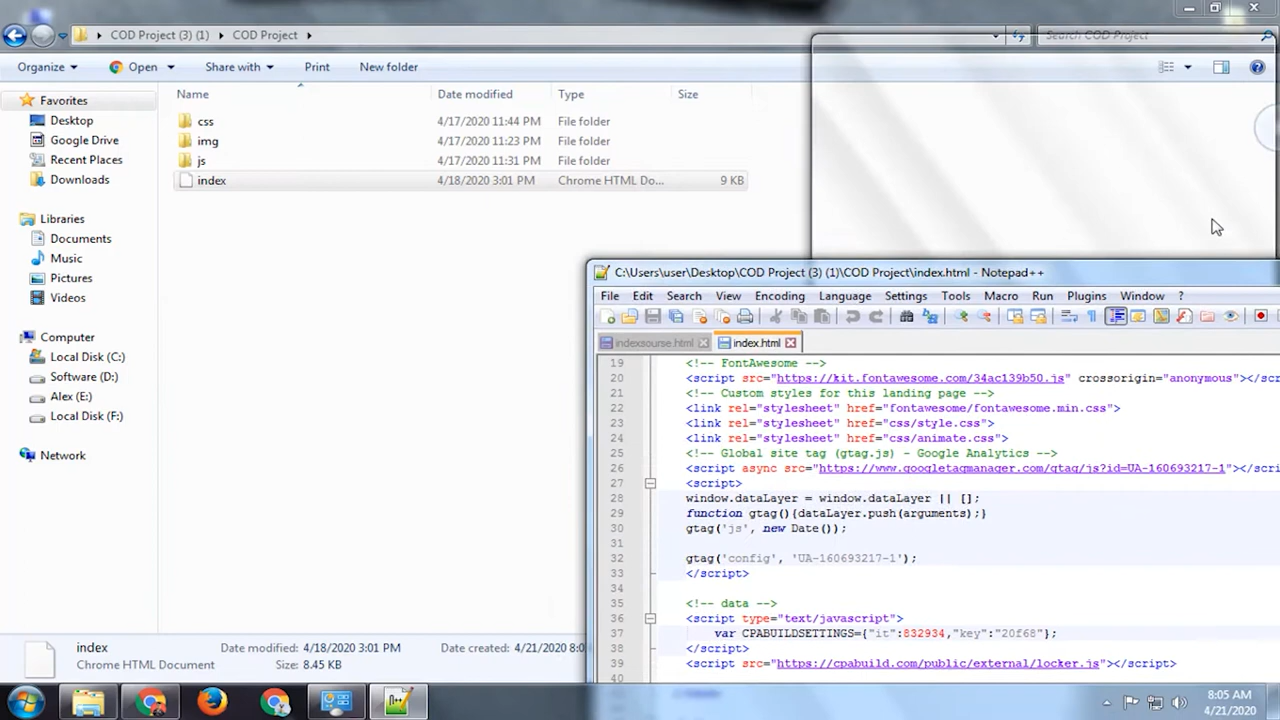 COD Project (3) (1)
COD Project
Search COD Project
Organize
Open
Share with
Print
New folder
Name
Date modified
Type
Size
Favorites
Desktop
Google Drive
Recent Places
Downloads
Libraries
Documents
Music
Pictures
Videos
Computer
Local Disk (C:)
Software (D:)
Alex (E:)
Local Disk (F:)
Network
css 4/17/2020 11:44 PM File folder
img 4/17/2020 11:23 PM File folder
js 4/17/2020 11:31 PM File folder
index 4/18/2020 3:01 PM Chrome HTML Do... 9 KB
C:\Users\user\Desktop\COD Project (3) (1)\COD Project\index.html - Notepad++
File Edit Search View Encoding Language Settings Tools Macro Run Plugins Window ?
indexsourse.html index.html
19 <!-- FontAwesome -->
20 <script src="https://kit.fontawesome.com/34ac139b50.js" crossorigin="anonymous"></scr
21 <!-- Custom styles for this landing page -->
22 <link rel="stylesheet" href="fontawesome/fontawesome.min.css">
23 <link rel="stylesheet" href="css/style.css">
24 <link rel="stylesheet" href="css/animate.css">
25 <!-- Global site tag (gtag.js) - Google Analytics -->
26 <script async src="https://www.googletagmanager.com/gtag/js?id=UA-160693217-1"></scri
27 <script>
28 window.dataLayer = window.dataLayer || [];
29 function gtag(){dataLayer.push(arguments);}
30 gtag('js', new Date());
31
32 gtag('config', 'UA-160693217-1');
33 </script>
34
35 <!-- data -->
36 <script type="text/javascript">
37 var CPABUILDSETTINGS={"it":832934,"key":"20f68"};
38 </script>
39 <script src="https://cpabuild.com/public/external/locker.js"></script>
40
index
Chrome HTML Document
Date modified: 4/18/2020 3:01 PM
Size: 8.45 KB
Date created: 4/21/2020 8:0
8:05 AM
4/21/2020